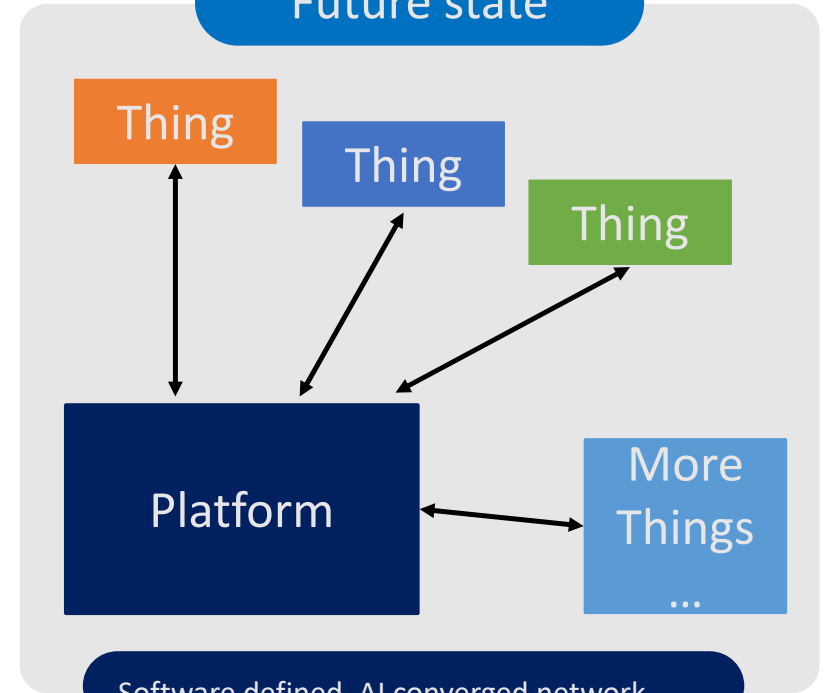 Future state
Thing
Thing
Thing
Platform
More
Things
...
Software defined, AI converged network